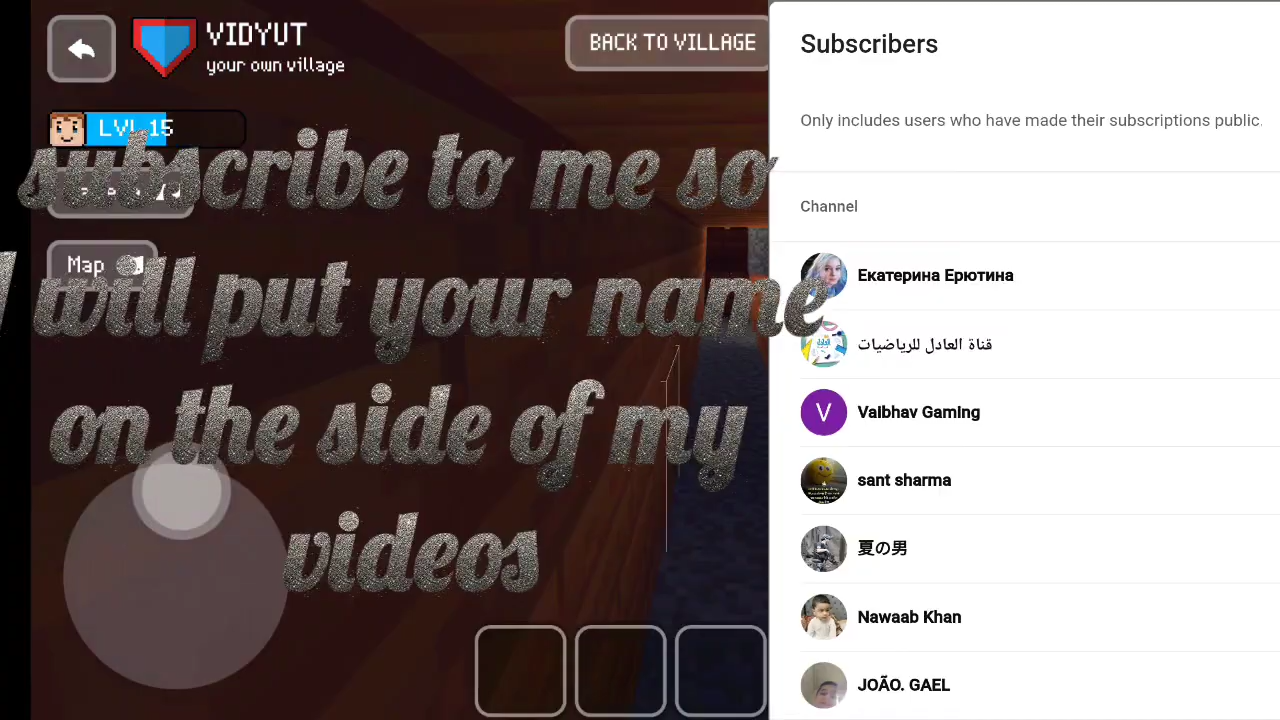 VIDYUT
your own village
BACK TO VILLAGE
LVL 15
Map
subscribe to me so
I will put your name
on the side of my
videos
Subscribers
Only includes users who have made their subscriptions public.
Channel
Екатерина Ерютина
قناة العادل للرياضيات
V
Vaibhav Gaming
sant sharma
夏の男
Nawaab Khan
JOÃO. GAEL